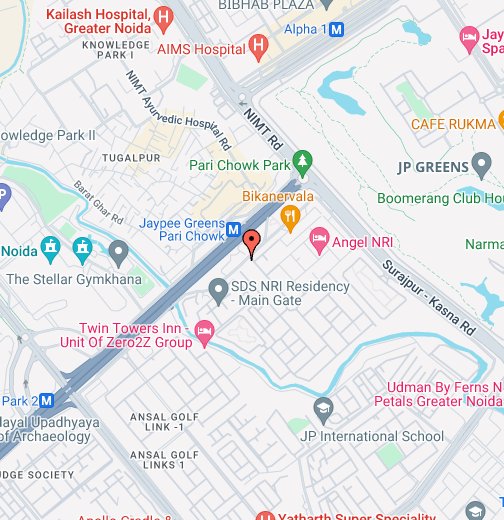 BIBHAB PLAZA
Kailash Hospital,
Greater Noida
KNOWLEDGE
PARK I
AIMS Hospital
H
H
Alpha 1 M
Jay
Spa
NIMT Ayurvedic Hospital Rd
NIMT Rd
CAFE RUKMA
owledge Park II
TUGALPUR
Pari Chowk Park
JP GREENS
Barat Ghar Rd
P
Bikanervala
Boomerang Club Hou
Jaypee Greens
Pari Chowk
M
Angel NRI
Narma
Noida
The Stellar Gymkhana
SDS NRI Residency
- Main Gate
Surajpur - Kasna Rd
Twin Towers Inn -
Unit Of Zero2Z Group
Udman By Ferns N
Petals Greater Noida
Park 2 M
ANSAL GOLF
LINK -1
dayal Upadhyaya
of Archaeology
JP International School
ANSAL GOLF
LINKS 1
DGE SOCIETY
H
Yatharth Super Speciality